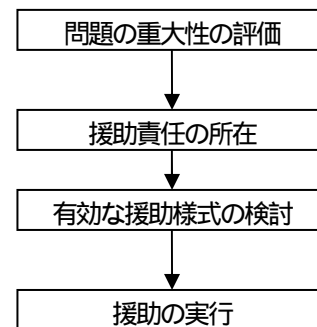 問題の重大性の評価
援助責任の所在
有効な援助様式の検討
援助の実行